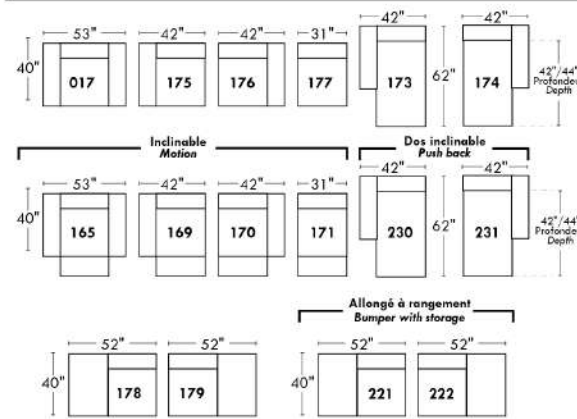 53" 42" 42" 31" 42" 42"
40" 017 175 176 177 173 62" 174 42"/44"
Profondeur
Depth
Inclinable
Motion
Dos inclinable
Push back
53" 42" 42" 31" 42" 42"
40" 165 169 170 171 230 62" 231 42"/44"
Profondeur
Depth
Allongé à rangement
Bumper with storage
52" 52" 52" 52"
40" 178 179 40" 221 222